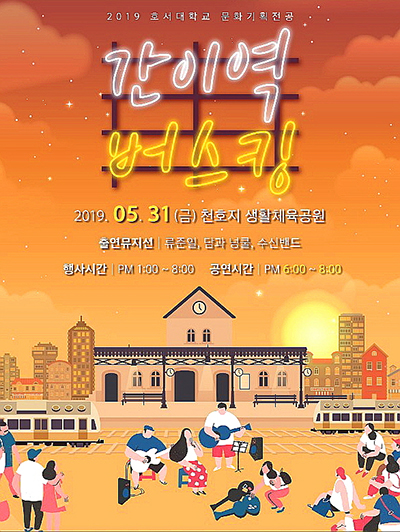 2019 호서대학교 문화기획전공
간이역
버스킹
2019. 05. 31 (금) 천호지 생활체육공원
출연뮤지션 | 류준일, 담과 넝쿨, 수신밴드
행사시간 | PM 1:00 ~ 8:00 공연시간 | PM 6:00 ~ 8:00